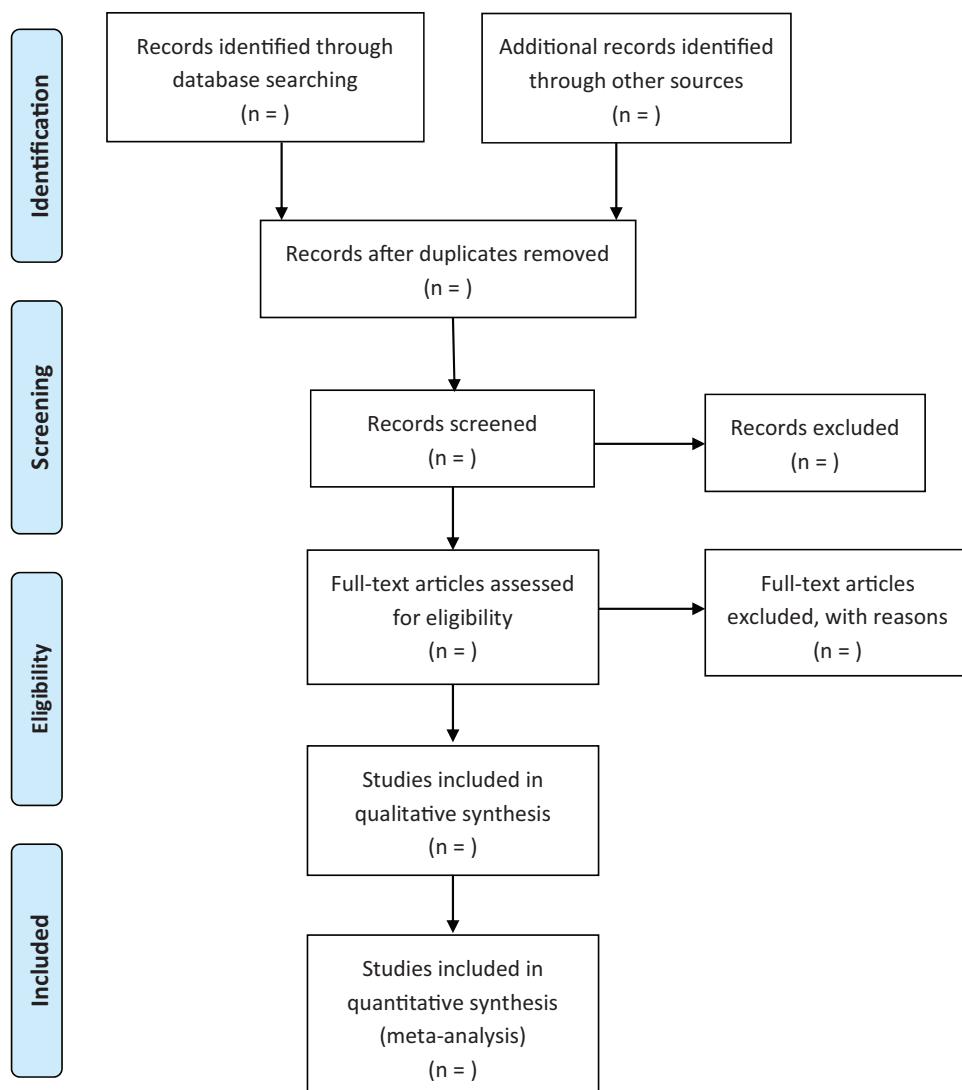 Identification
Records identified through
database searching
(n = )
Additional records identified
through other sources
(n = )
Records after duplicates removed
(n = )
Screening
Records screened
(n = )
Records excluded
(n = )
Eligibility
Full-text articles assessed
for eligibility
(n = )
Full-text articles
excluded, with reasons
(n = )
Studies included in
qualitative synthesis
(n = )
Included
Studies included in
quantitative synthesis
(meta-analysis)
(n = )